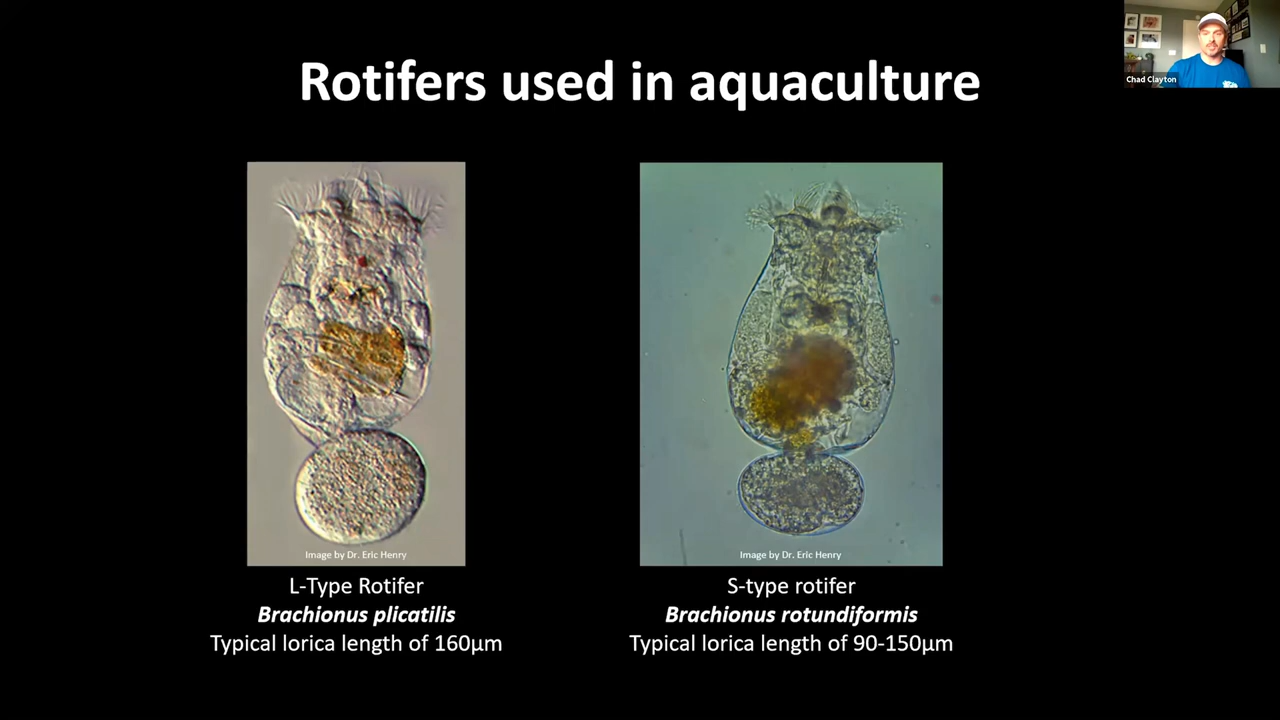 Rotifers used in aquaculture
Chad Clayton
Image by Dr. Eric Henry
L-Type Rotifer
Brachionus plicatilis
Typical lorica length of 160µm
Image by Dr. Eric Henry
S-type rotifer
Brachionus rotundiformis
Typical lorica length of 90-150µm